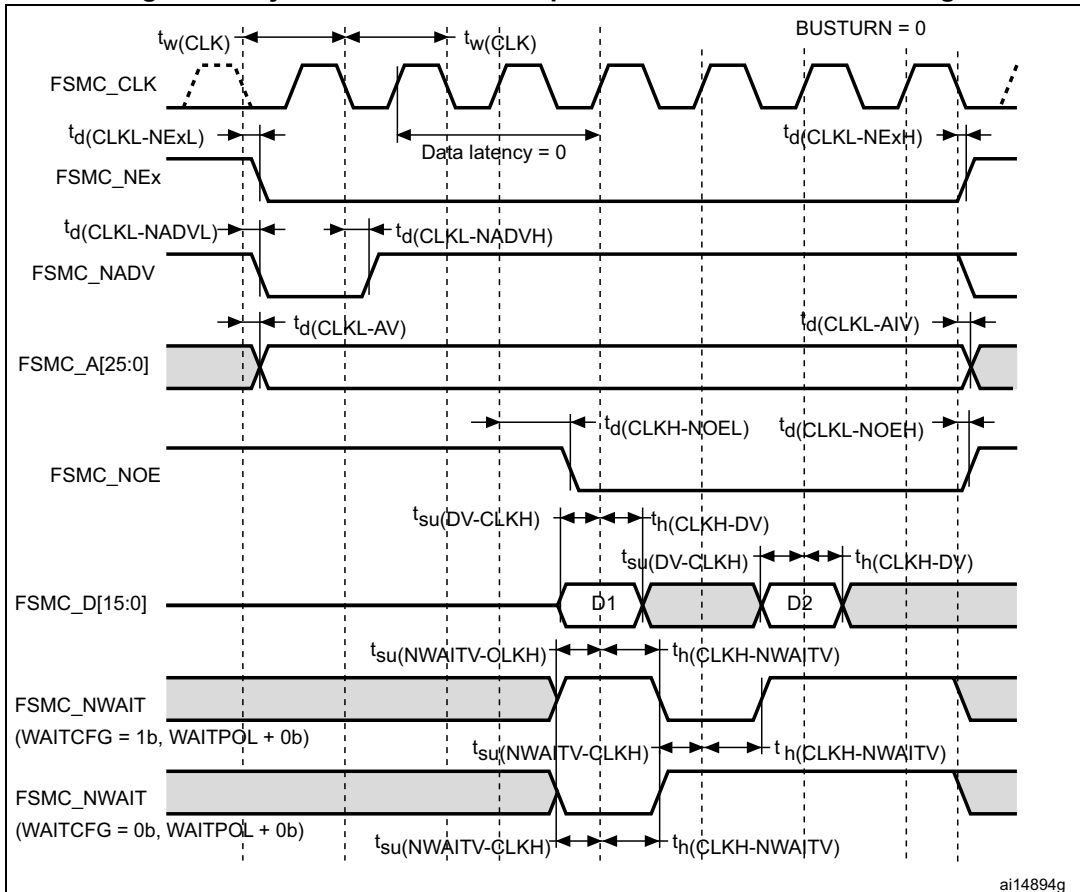 BUSTURN = 0
tw(CLK) tw(CLK)
FSMC_CLK
td(CLKL-NExL) Data latency = 0 td(CLKL-NExH)
FSMC_NEx
td(CLKL-NADVL) td(CLKL-NADVH)
FSMC_NADV
td(CLKL-AV) td(CLKL-AIV)
FSMC_A[25:0]
td(CLKH-NOEL) td(CLKL-NOEH)
FSMC_NOE
tsu(DV-CLKH) th(CLKH-DV)
tsu(DV-CLKH) th(CLKH-DV)
FSMC_D[15:0] D1 D2
tsu(NWAITV-CLKH) th(CLKH-NWAITV)
FSMC_NWAIT
(WAITCFG = 1b, WAITPOL + 0b)
tsu(NWAITV-CLKH) t h(CLKH-NWAITV)
FSMC_NWAIT
(WAITCFG = 0b, WAITPOL + 0b)
tsu(NWAITV-CLKH) th(CLKH-NWAITV)
ai14894g